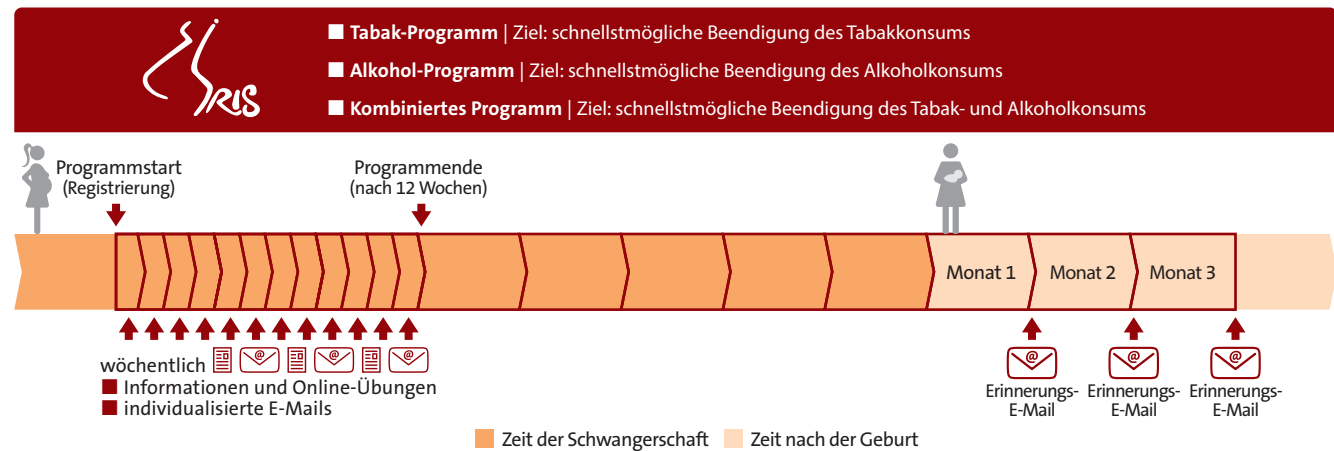 IRIS
■ Tabak-Programm | Ziel: schnellstmögliche Beendigung des Tabakkonsums
■ Alkohol-Programm | Ziel: schnellstmögliche Beendigung des Alkoholkonsums
■ Kombiniertes Programm | Ziel: schnellstmögliche Beendigung des Tabak- und Alkoholkonsums
Programmstart
(Registrierung)
Programmende
(nach 12 Wochen)
Monat 1
Monat 2
Monat 3
wöchentlich
■ Informationen und Online-Übungen
■ individualisierte E-Mails
@
@
@
Erinnerungs-
E-Mail
@
Erinnerungs-
E-Mail
@
Erinnerungs-
E-Mail
@
Zeit der Schwangerschaft
Zeit nach der Geburt